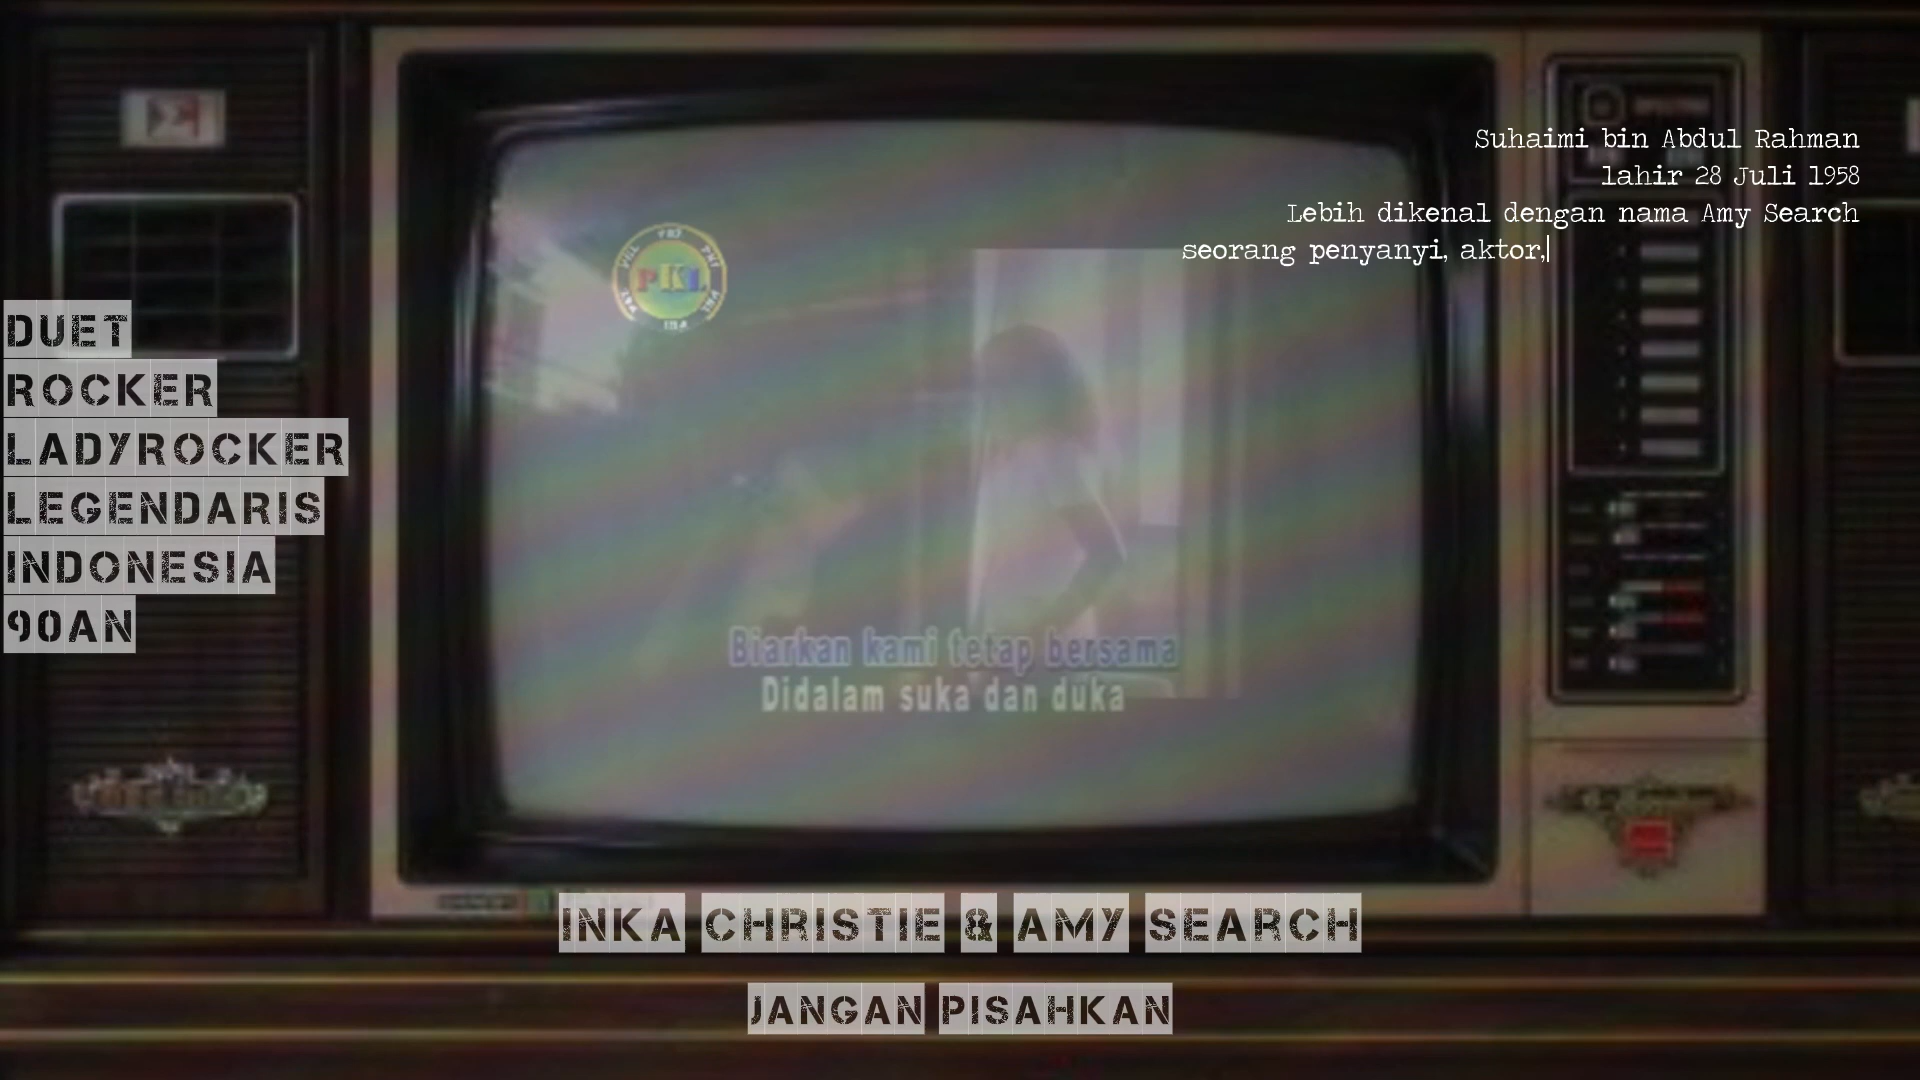 Suhaimi bin Abdul Rahman
lahir 28 Juli 1958
Lebih dikenal dengan nama Amy Search
seorang penyanyi, aktor,
PKL
DUET
ROCKER
LADYROCKER
LEGENDARIS
INDONESIA
90AN
Biarkan kami tetap bersama
Didalam suka dan duka
INKA CHRISTIE & AMY SEARCH
JANGAN PISAHKAN